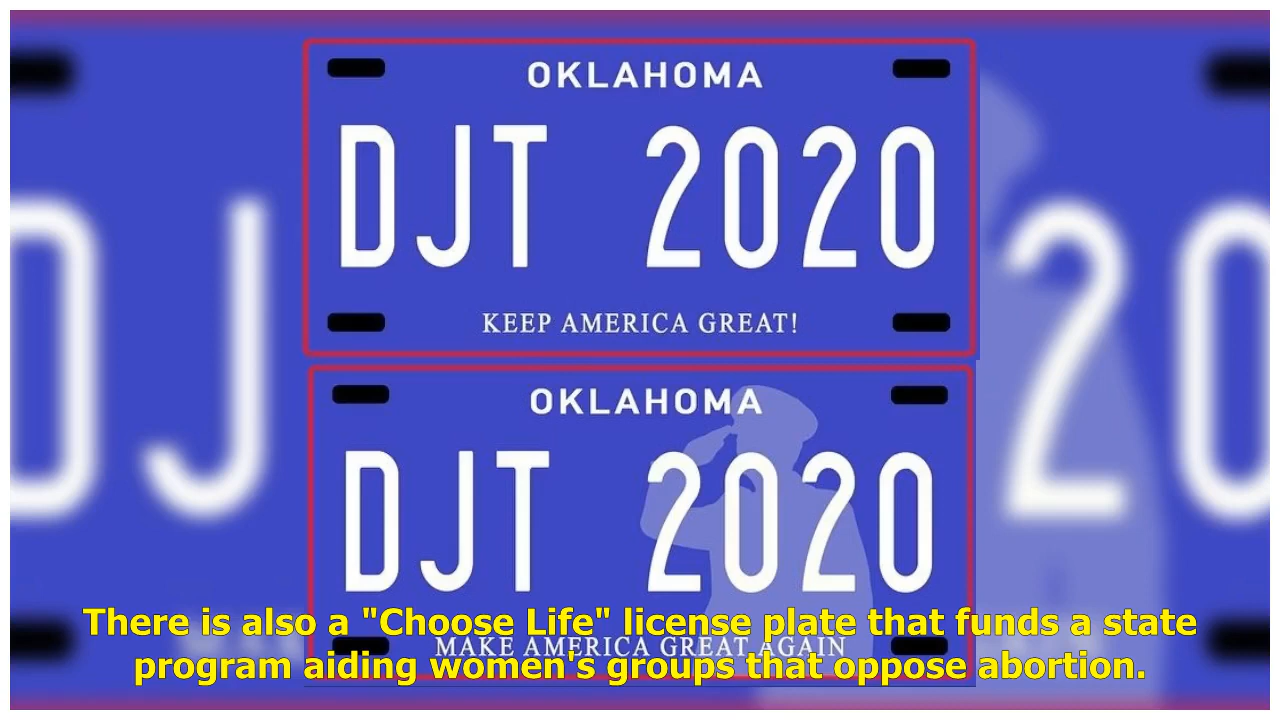 OKLAHOMA
DJT 2020
KEEP AMERICA GREAT!
OKLAHOMA
DJT 2020
There is also a "Choose Life" license plate that funds a state
MAKE AMERICA GREAT AGAIN
program aiding women's groups that oppose abortion.